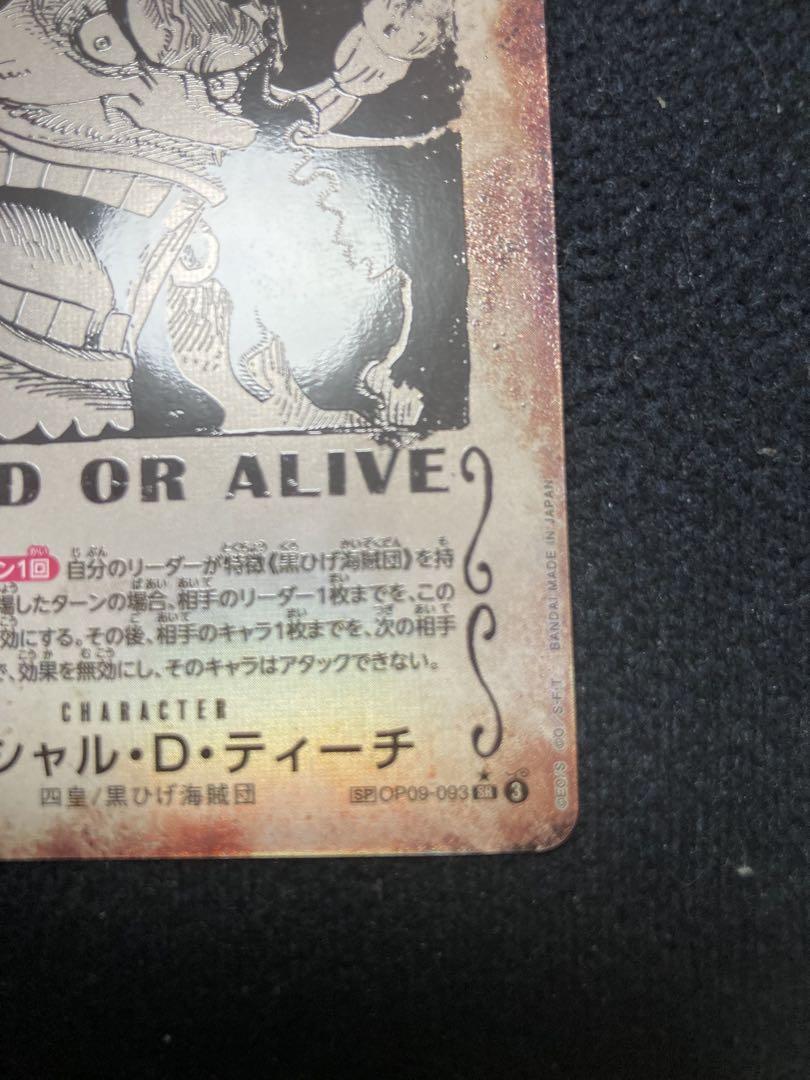 D OR ALIVE
ン1回 自分のリーダーが特徴《黒ひげ海賊団》を持
場したターンの場合、相手のリーダー1枚までを、この
効にする。その後、相手のキャラ1枚までを、次の相手
で、効果を無効にし、そのキャラはアタックできない。
CHARACTER
シャル・D・ティーチ
四皇/黒ひげ海賊団
SP OP09-093 SR 3
©EO'S ©O S-F-T BANDAI MADE IN JAPAN